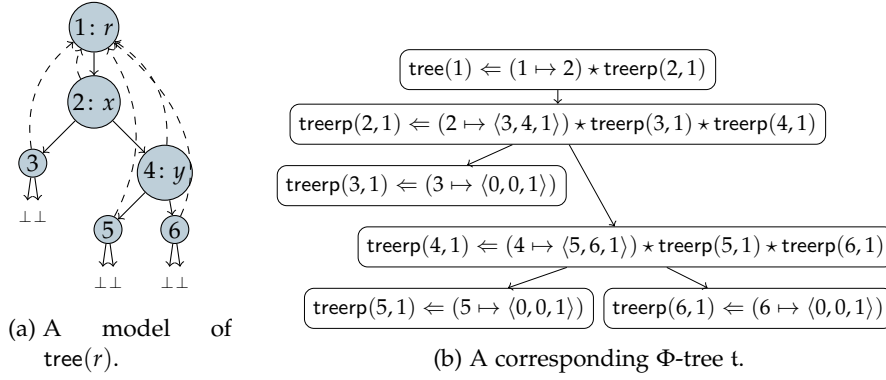 1: r
2: x
3
4: y
5
6
⊥⊥
⊥⊥
⊥⊥
(a) A model of
tree(r).
tree(1) ⇐ (1 ↦ 2) ⋆ treerp(2,1)
treerp(2,1) ⇐ (2 ↦ ⟨3,4,1⟩) ⋆ treerp(3,1) ⋆ treerp(4,1)
treerp(3,1) ⇐ (3 ↦ ⟨0,0,1⟩)
treerp(4,1) ⇐ (4 ↦ ⟨5,6,1⟩) ⋆ treerp(5,1) ⋆ treerp(6,1)
treerp(5,1) ⇐ (5 ↦ ⟨0,0,1⟩)
treerp(6,1) ⇐ (6 ↦ ⟨0,0,1⟩)
(b) A corresponding Φ-tree 𝔱.